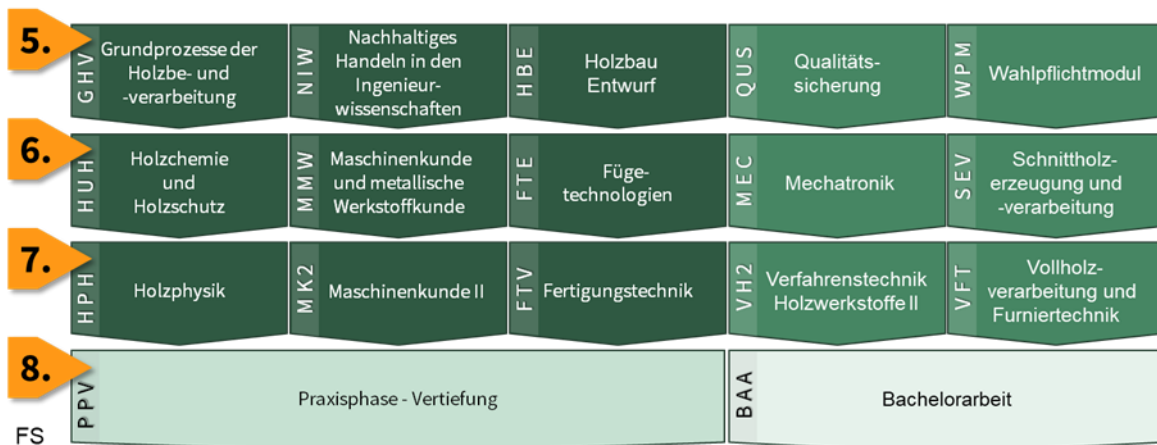 5.
GHV
Grundprozesse der
Holzbe- und
-verarbeitung
NIW
Nachhaltiges
Handeln in den
Ingenieur-
wissenschaften
HBE
Holzbau
Entwurf
QUS
Qualitäts-
sicherung
WPM
Wahlpflichtmodul
6.
HUH
Holzchemie
und
Holzschutz
MMW
Maschinenkunde
und metallische
Werkstoffkunde
FTE
Füge-
technologien
MEC
Mechatronik
SEV
Schnittholz-
erzeugung und
-verarbeitung
7.
HPH
Holzphysik
MK2
Maschinenkunde II
FTV
Fertigungstechnik
VH2
Verfahrenstechnik
Holzwerkstoffe II
VFT
Vollholz-
verarbeitung und
Furniertechnik
8.
PPV
Praxisphase - Vertiefung
BAA
Bachelorarbeit
FS